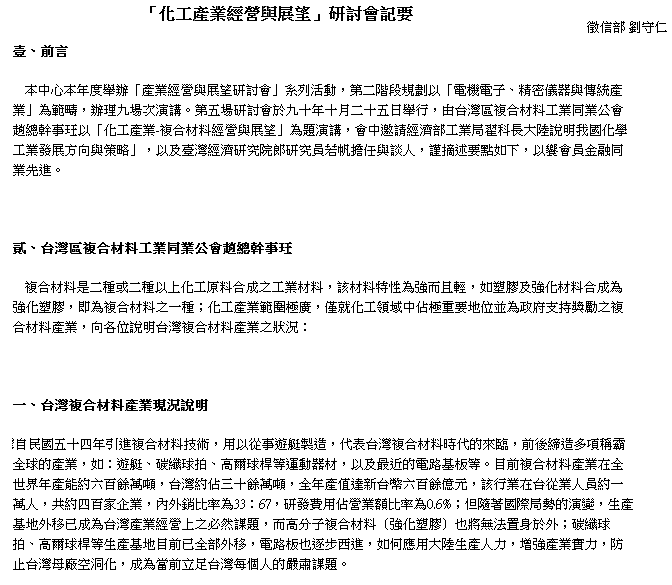 「化工產業經營與展望」研討會記要
徵信部 劉守仁
壹、前言
本中心本年度舉辦「產業經營與展望研討會」系列活動，第二階段規劃以「電機電子、精密儀器與傳統產
業」為範疇，辦理九場次演講。第五場研討會於九十年十月二十五日舉行，由台灣區複合材料工業同業公會
趙總幹事玨以「化工產業-複合材料經營與展望」為題演講，會中邀請經濟部工業局翟科長大陸說明我國化學
工業發展方向與策略」，以及臺灣經濟研究院郎研究員若帆擔任與談人，謹摘述要點如下，以饗會員金融同
業先進。
貳、台灣區複合材料工業同業公會趙總幹事玨
複合材料是二種或二種以上化工原料合成之工業材料，該材料特性為強而且輕，如塑膠及強化材料合成為
強化塑膠，即為複合材料之一種；化工產業範圍極廣，僅就化工領域中佔極重要地位並為政府支持獎勵之複
合材料產業，向各位說明台灣複合材料產業之狀況：
一、台灣複合材料產業現況說明
自民國五十四年引進複合材料技術，用以從事遊艇製造，代表台灣複合材料時代的來臨，前後締造多項稱霸
全球的產業，如：遊艇、碳纖球拍、高爾球桿等運動器材，以及最近的電路基板等。目前複合材料產業在全
世界年產能約六百餘萬噸，台灣約佔三十餘萬噸，全年產值達新台幣六百餘億元，該行業在台從業人員約一
萬人，共約四百家企業，內外銷比率為33：67，研發費用佔營業額比率為0.6%；但隨著國際局勢的演變，生產
基地外移已成為台灣產業經營上之必然課題，而高分子複合材料〔強化塑膠〕也將無法置身於外；碳纖球
拍、高爾球桿等生產基地目前已全部外移，電路板也逐步西進，如何應用大陸生產人力，增強產業實力，防
止台灣母廠空洞化，成為當前立足台灣每個人的嚴肅課題。